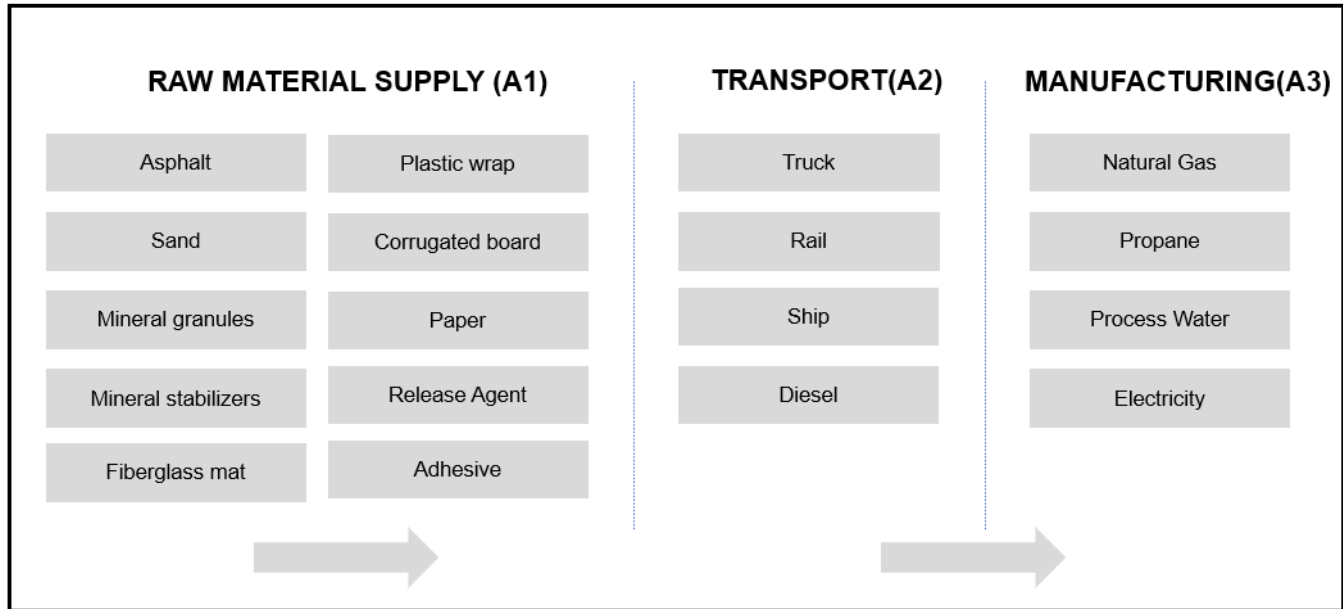 RAW MATERIAL SUPPLY (A1)
Asphalt
Plastic wrap
Sand
Corrugated board
Mineral granules
Paper
Mineral stabilizers
Release Agent
Fiberglass mat
Adhesive
TRANSPORT(A2)
Truck
Rail
Ship
Diesel
MANUFACTURING(A3)
Natural Gas
Propane
Process Water
Electricity